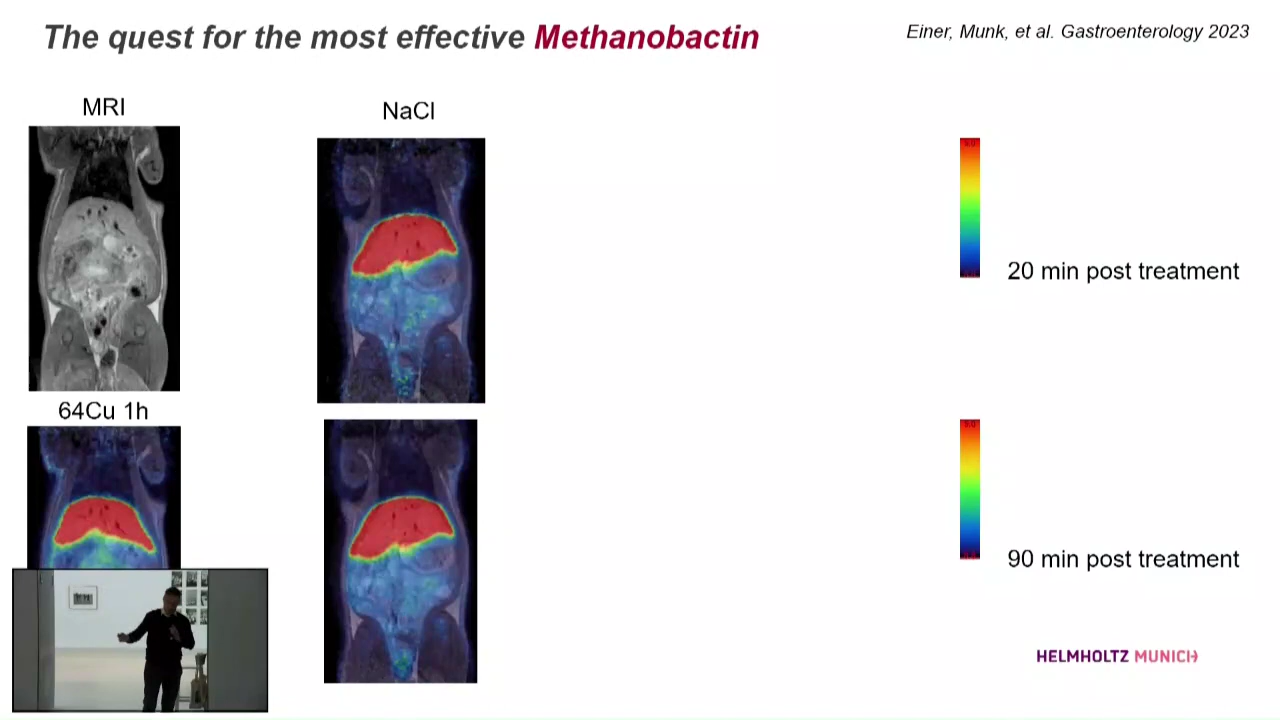 The quest for the most effective Methanobactin
Einer, Munk, et al. Gastroenterology 2023
MRI
NaCl
20 min post treatment
64Cu 1h
90 min post treatment
HELMHOLTZ MUNICH